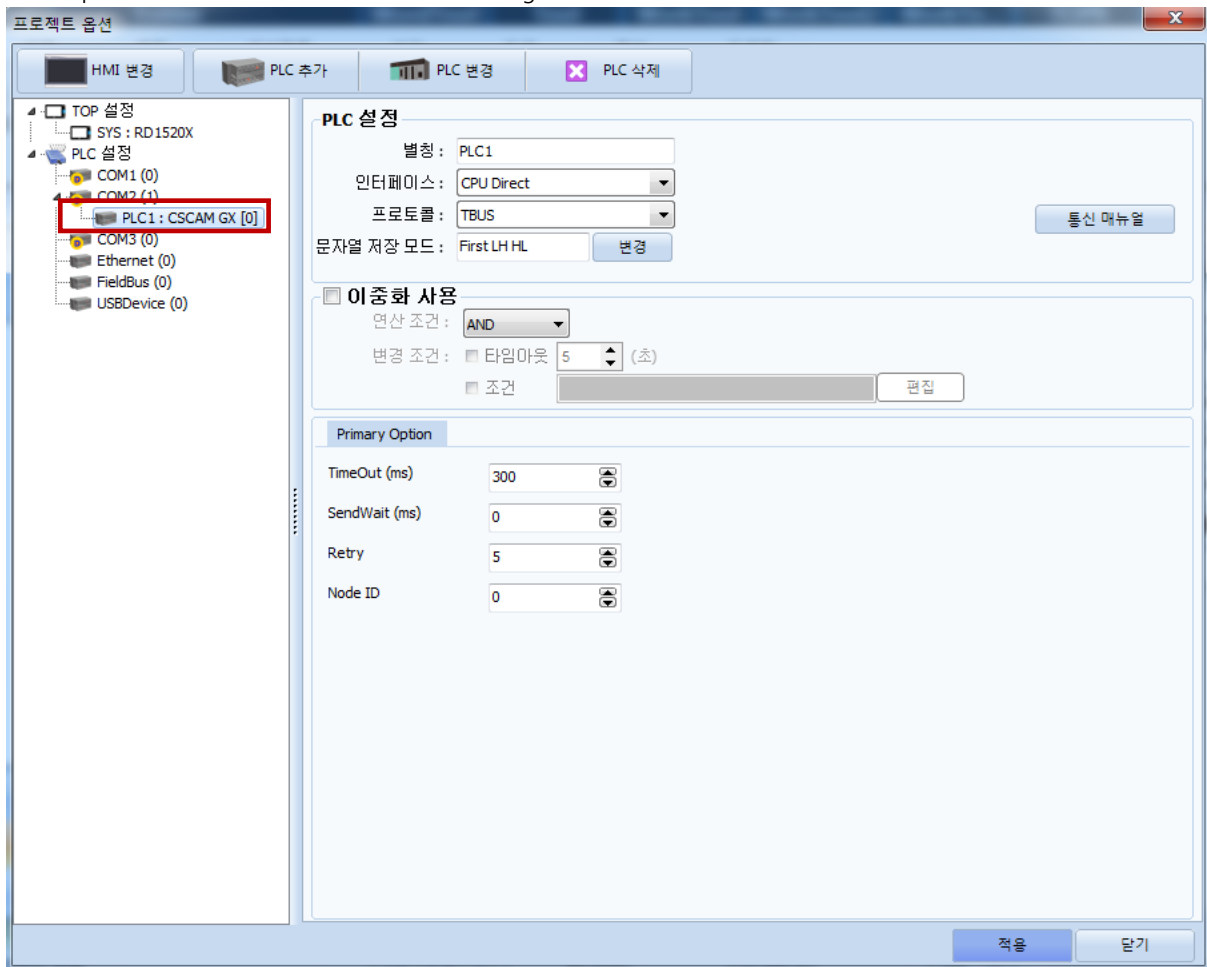 프로젝트 옵션
HMI 변경 PLC 추가 PLC 변경 PLC 삭제
TOP 설정
SYS : RD1520X
PLC 설정
COM1 (0)
COM2 (1)
PLC1 : CSCAM GX [0]
COM3 (0)
Ethernet (0)
FieldBus (0)
USBDevice (0)
PLC 설정
별칭 : PLC1
인터페이스 : CPU Direct
프로토콜 : TBUS
통신 매뉴얼
문자열 저장 모드 : First LH HL 변경
이중화 사용
연산 조건 : AND
변경 조건 : 타임아웃 5 (초)
조건 편집
Primary Option
TimeOut (ms) 300
SendWait (ms) 0
Retry 5
Node ID 0
적용 닫기